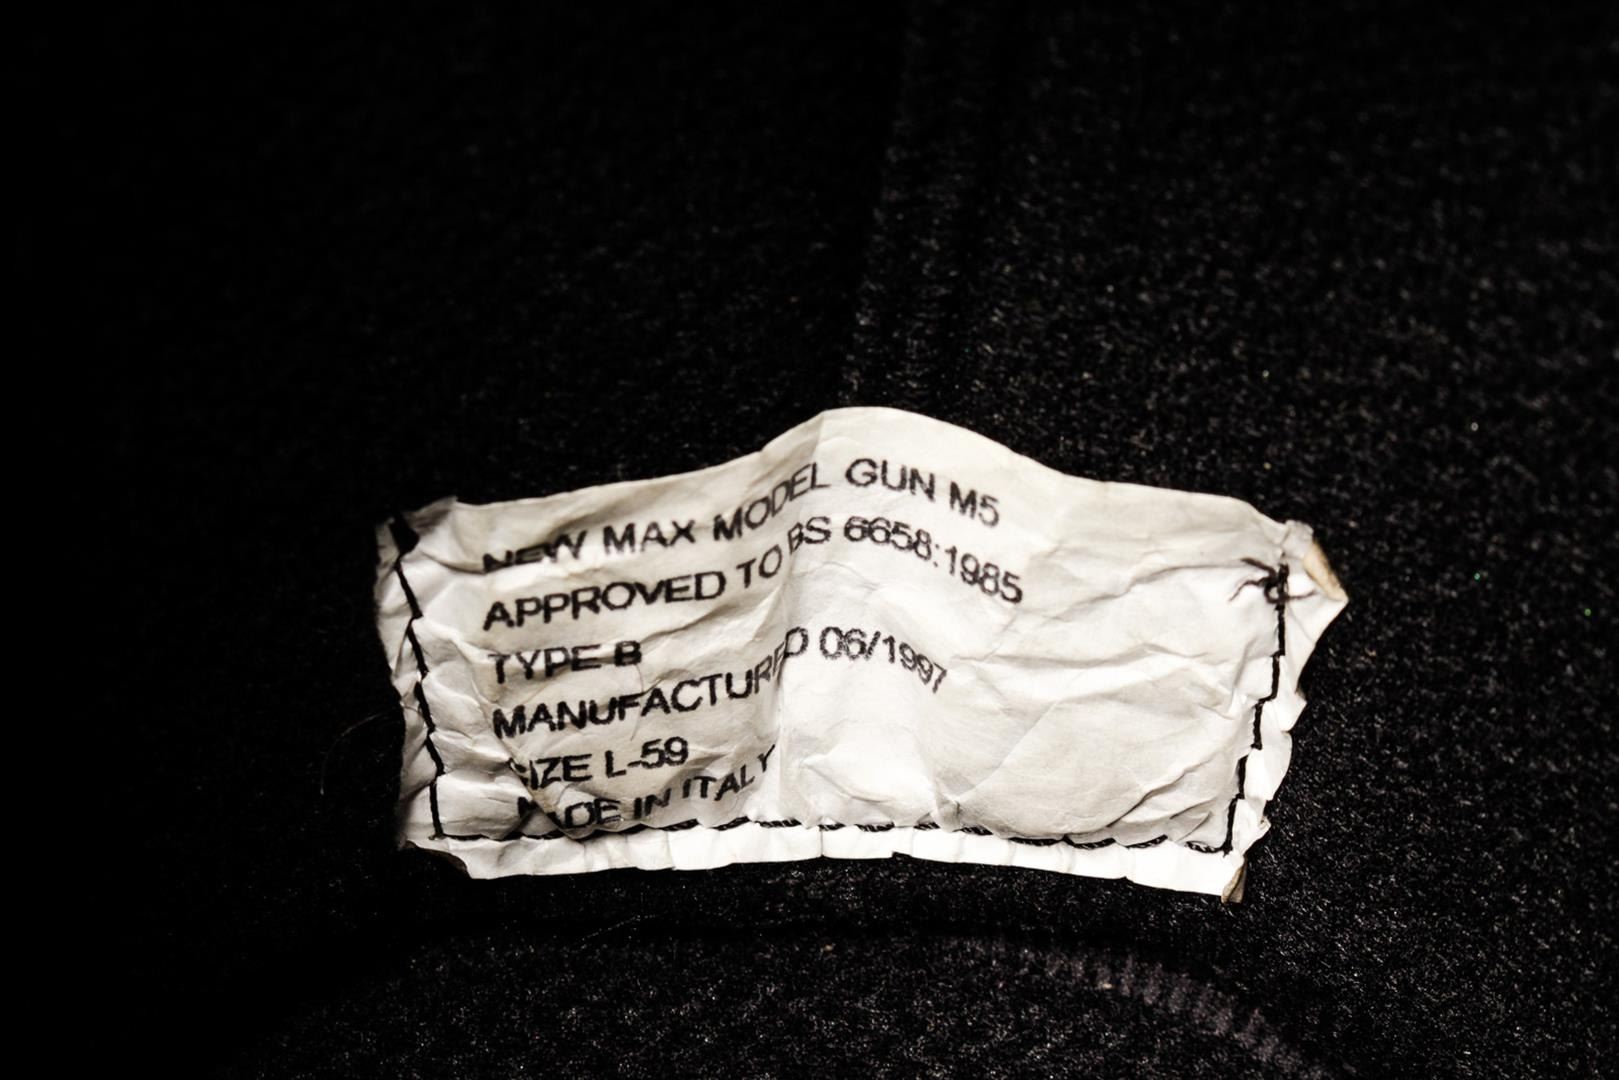 NEW MAX MODEL GUN M5
APPROVED TO BS 6658:1985
TYPE B
MANUFACTURED 06/1997
SIZE L-59
MADE IN ITALY